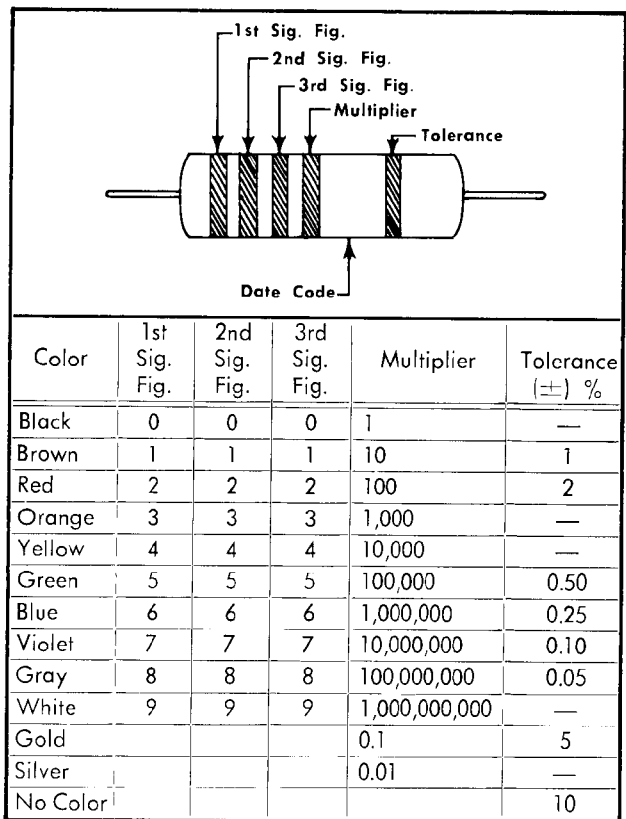 1st Sig. Fig.
2nd Sig. Fig.
3rd Sig. Fig.
Multiplier
Tolerance
Date Code
Color 1st Sig. Fig. 2nd Sig. Fig. 3rd Sig. Fig. Multiplier Tolerance (±) %
Black 0 0 0 1 —
Brown 1 1 1 10 1
Red 2 2 2 100 2
Orange 3 3 3 1,000 —
Yellow 4 4 4 10,000 —
Green 5 5 5 100,000 0.50
Blue 6 6 6 1,000,000 0.25
Violet 7 7 7 10,000,000 0.10
Gray 8 8 8 100,000,000 0.05
White 9 9 9 1,000,000,000 —
Gold 0.1 5
Silver 0.01 —
No Color 10